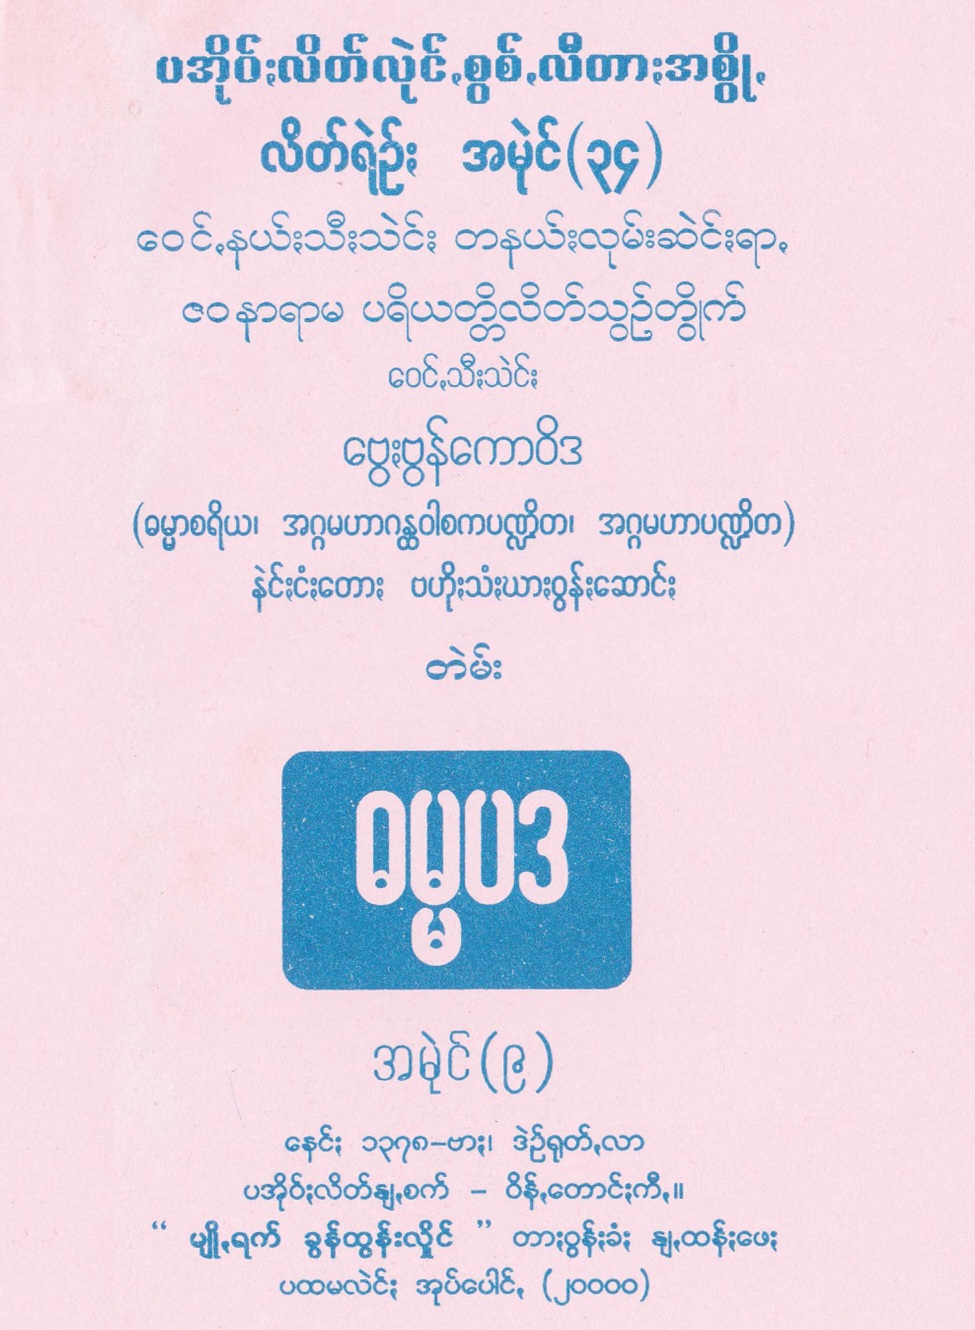 ပအိုဝ်ႏလိတ်လဲုင်ႇစွစ်ႇလီတားႏအစွိုႇ
လိတ်ရဲဉ်ႏ အမဲုင်(၃၄)
ဝေင်ႇနယ်ႏသီႏသဲင်ႏ တနယ်ႏလုမ်းဆဲင်ႏရာႇ
ဇဝနာရာမ ပရိယတ္တိလိတ်သွဉ်တွိုက်
ဝေင်ႇသီႏသဲင်ႏ
ဗွေႏဗွန်ကောဝိဒ
(ဓမ္မာစရိယ၊ အဂ္ဂမဟာဂန္ထဝါစကပဏ္ဍိတ၊ အဂ္ဂမဟာပဏ္ဍိတ)
နဲင်ႏငံႏတောႏ ဗဟိုႏသံႏဃားႏဝွန်ႏဆောင်ႏ
တဲမ်း
ဓမ္မပဒ
အမဲုင်(၉)
နေင်ႏ ၁၃၇၈–ဗားႏ၊ ဒဲဉ်ရုတ်ႇလာ
ပအိုဝ်ႏလိတ်နျႇစက် – ဝိန်ႇတောင်ႏကီႇ။
“ မျိုႇရက် ခွန်ထွန်းလှိုင် ” တားႏဝွန်ႏခံႏ နျႇထန်ႏဖေႏ
ပထမလဲင်ႏ အုပ်ပေါင်ႇ (၂၀၀၀၀)